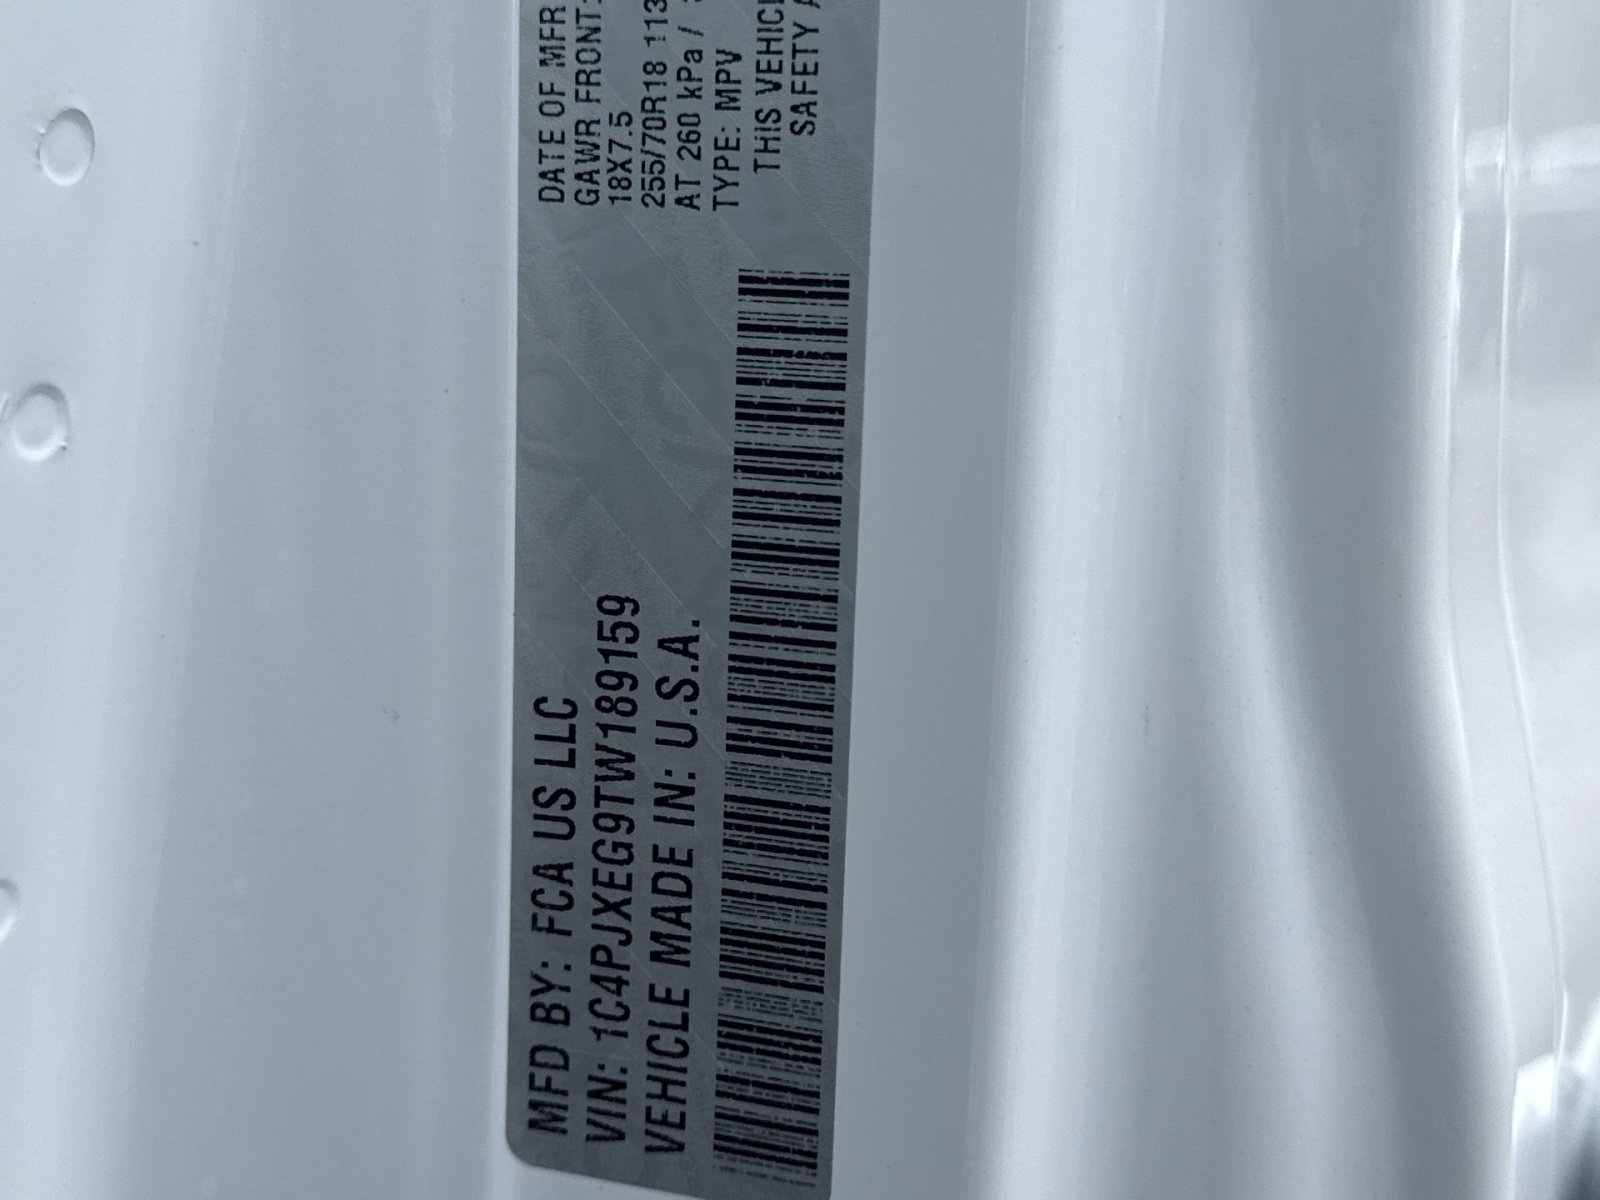 MFD BY: FCA US LLC
VIN: 1C4PJXEG9TW189159
VEHICLE MADE IN: U.S.A.
DATE OF MFR
GAWR FRONT:
18X7.5
255/70R18 113
AT 260 kPa /
TYPE: MPV
THIS VEHICL
SAFETY A